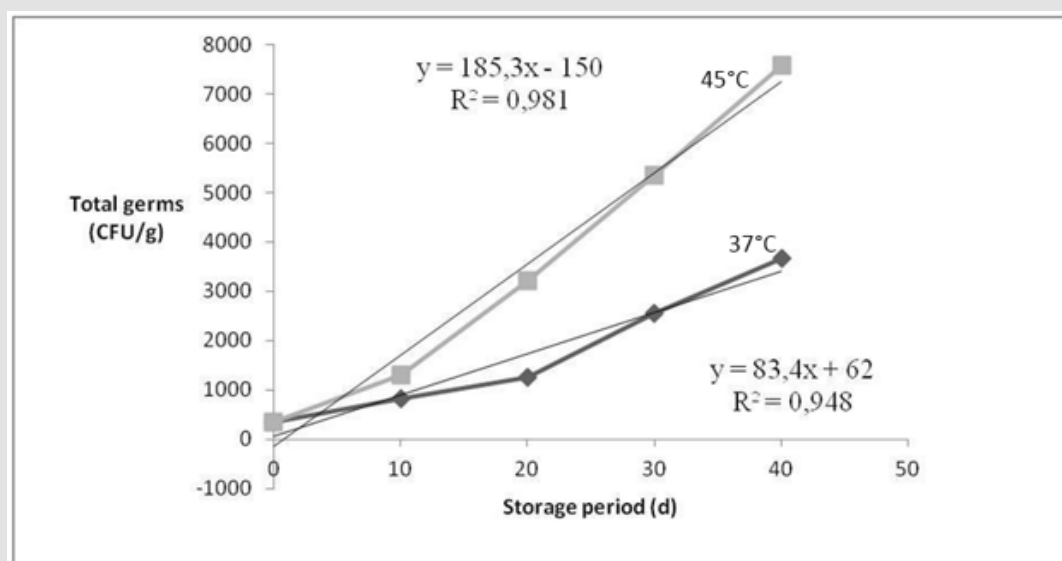 8000
7000
6000
5000
4000
3000
2000
1000
0
-1000
Total germs
(CFU/g)
y = 185,3x - 150
R² = 0,981
45°C
37°C
y = 83,4x + 62
R² = 0,948
0 10 20 30 40 50
Storage period (d)